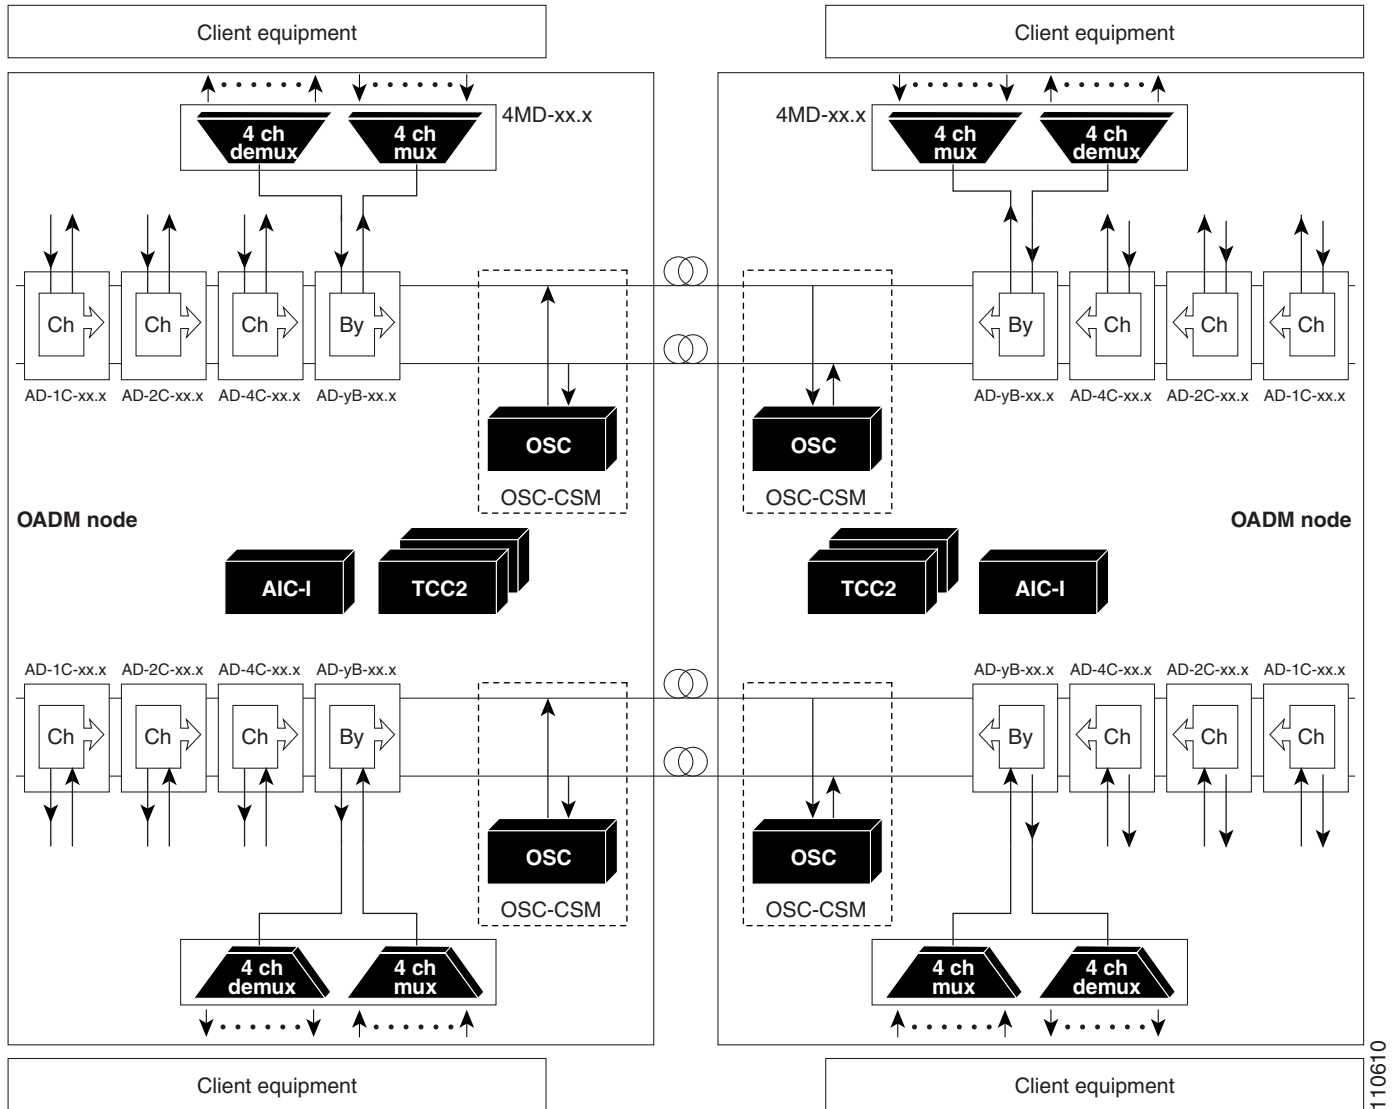 Client equipment
Client equipment
4 ch
demux
4 ch
mux
4MD-xx.x
4MD-xx.x
4 ch
mux
4 ch
demux
Ch
Ch
Ch
By
By
Ch
Ch
Ch
AD-1C-xx.x
AD-2C-xx.x
AD-4C-xx.x
AD-yB-xx.x
AD-yB-xx.x
AD-4C-xx.x
AD-2C-xx.x
AD-1C-xx.x
OSC
OSC
OSC-CSM
OSC-CSM
OADM node
OADM node
AIC-I
TCC2
TCC2
AIC-I
AD-1C-xx.x
AD-2C-xx.x
AD-4C-xx.x
AD-yB-xx.x
AD-yB-xx.x
AD-4C-xx.x
AD-2C-xx.x
AD-1C-xx.x
Ch
Ch
Ch
By
By
Ch
Ch
Ch
OSC
OSC
OSC-CSM
OSC-CSM
4 ch
demux
4 ch
mux
4 ch
mux
4 ch
demux
Client equipment
Client equipment
110610